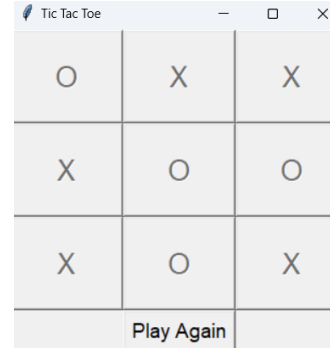 Tic Tac Toe
O X X
X O O
X O X
Play Again